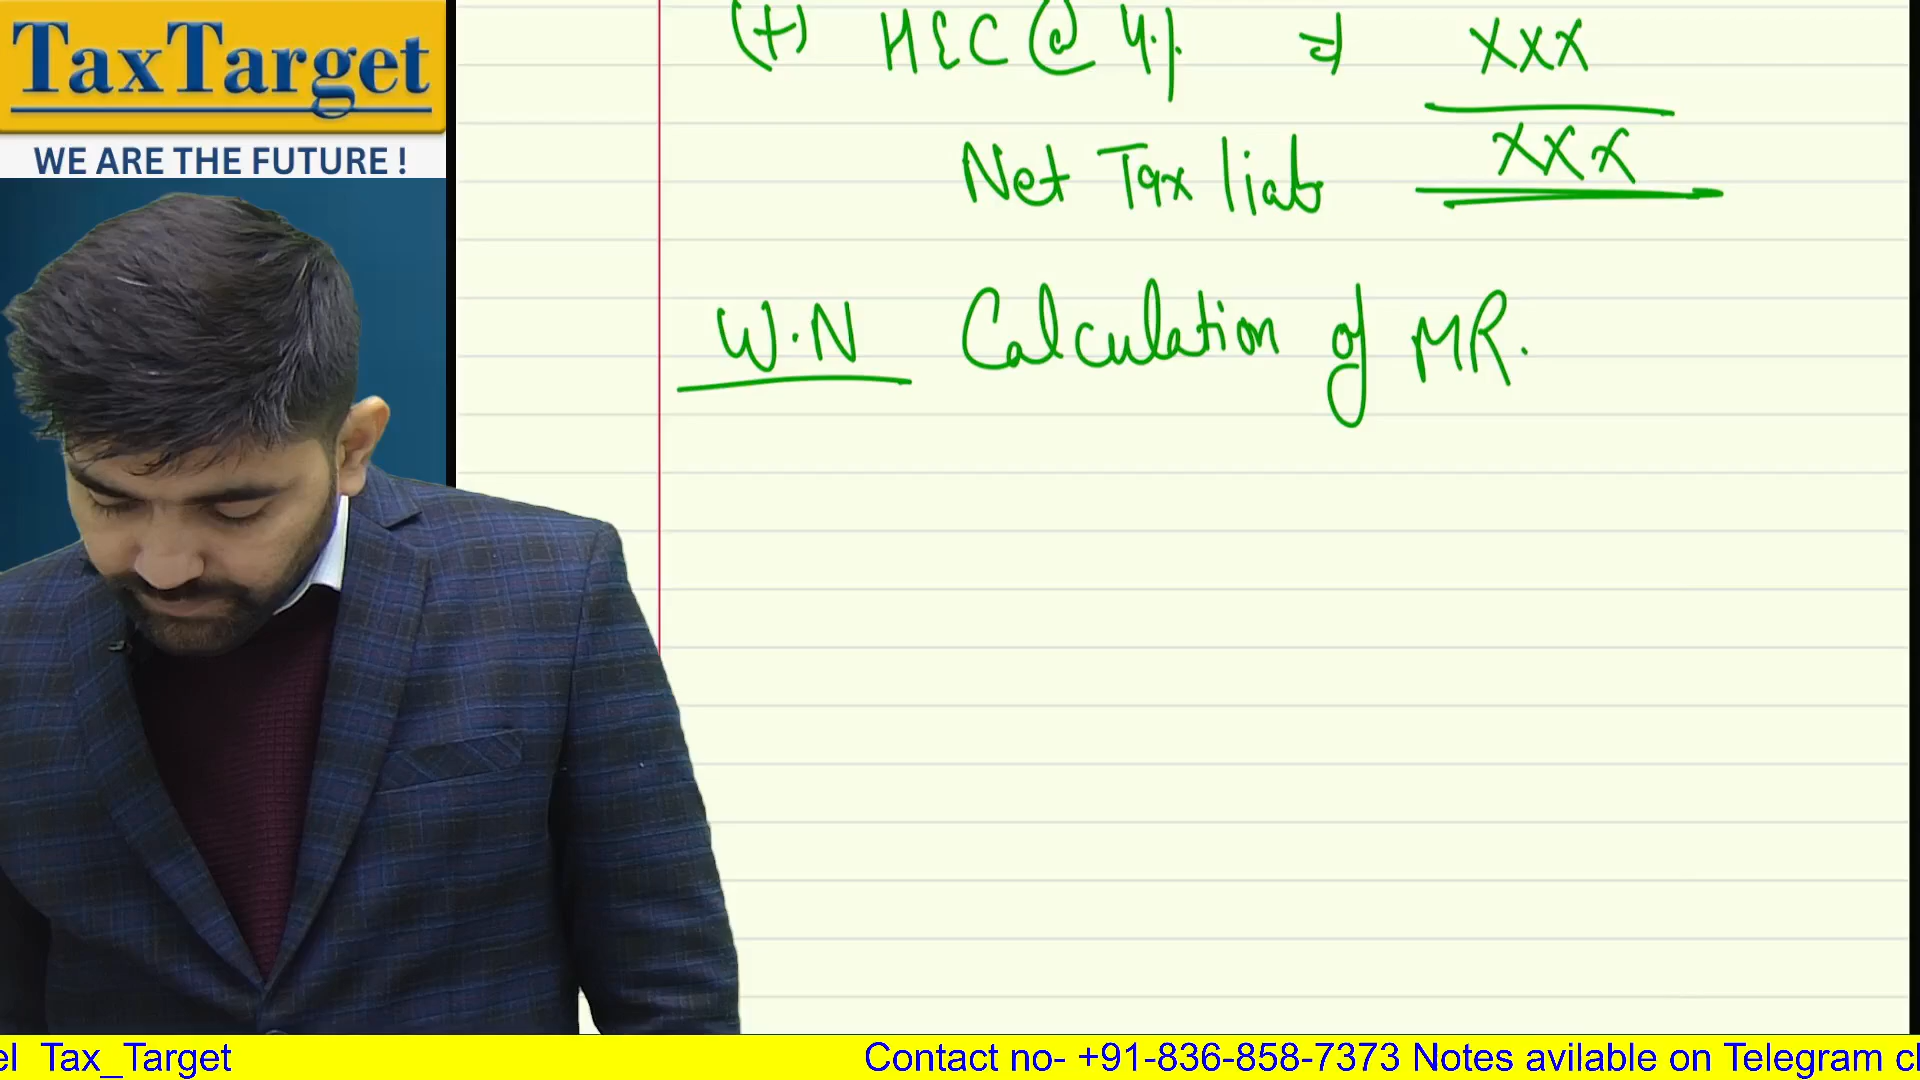 TaxTarget
WE ARE THE FUTURE !
(+) H&C @ 4% ⇒ XXX
Net Tax liab XXX
W.N Calculation of MR.
el Tax_Target Contact no- +91-836-858-7373 Notes avilable on Telegram cl